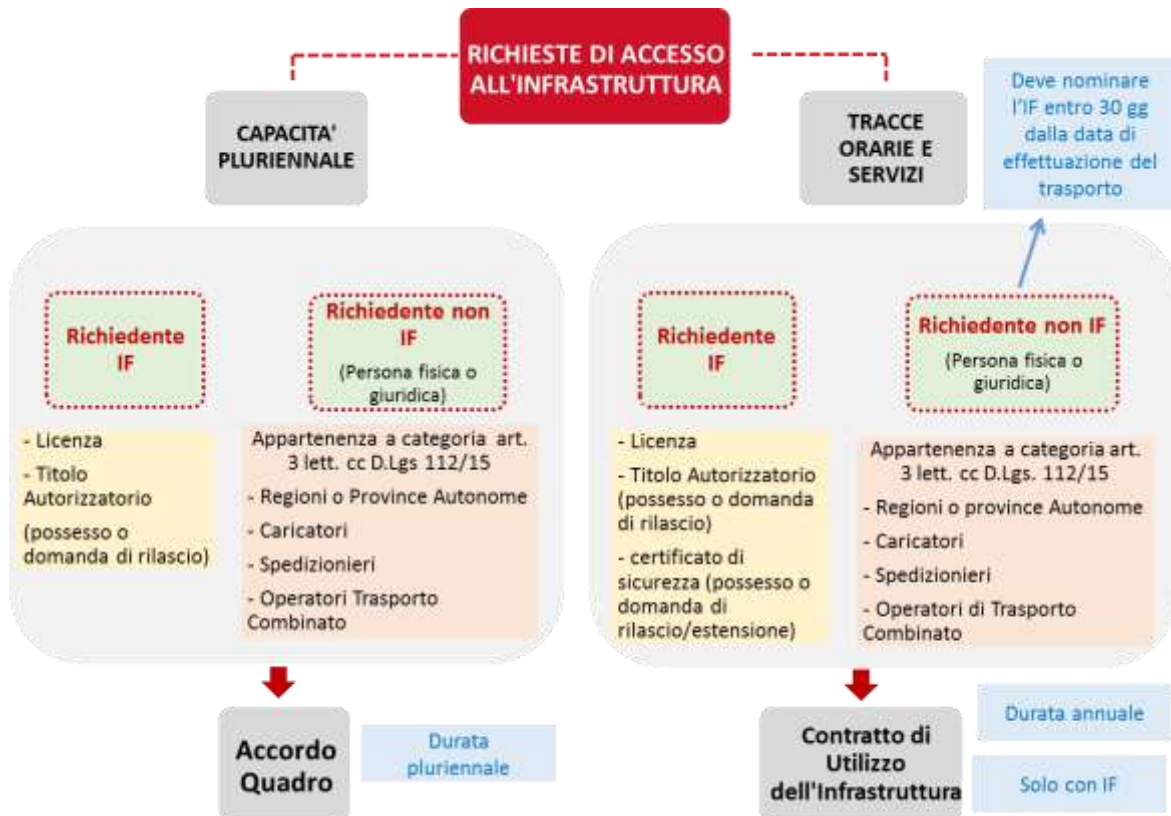 RICHIESTE DI ACCESSO
ALL'INFRASTRUTTURA
Deve nominare
l'IF entro 30 gg
dalla data di
effettuazione del
trasporto
CAPACITA'
PLURIENNALE
TRACCE
ORARIE E
SERVIZI
Richiedente
IF
Richiedente non
IF
(Persona fisica o
giuridica)
- Licenza
- Titolo
Autorizzatorio
(possesso o
domanda di rilascio)
Appartenenza a categoria art.
3 lett. cc D.Lgs 112/15
- Regioni o Province Autonome
- Caricatori
- Spedizionieri
- Operatori Trasporto
Combinato
Richiedente
IF
Richiedente non IF
(Persona fisica o
giuridica)
- Licenza
- Titolo Autorizzatorio
(possesso o domanda
di rilascio)
- certificato di
sicurezza (possesso o
domanda di
rilascio/estensione)
Appartenenza a categoria art.
3 lett. cc D.Lgs. 112/15
- Regioni o province Autonome
- Caricatori
- Spedizionieri
- Operatori di Trasporto
Combinato
Accordo
Quadro
Durata
pluriennale
Contratto di
Utilizzo
dell'Infrastruttura
Durata annuale
Solo con IF